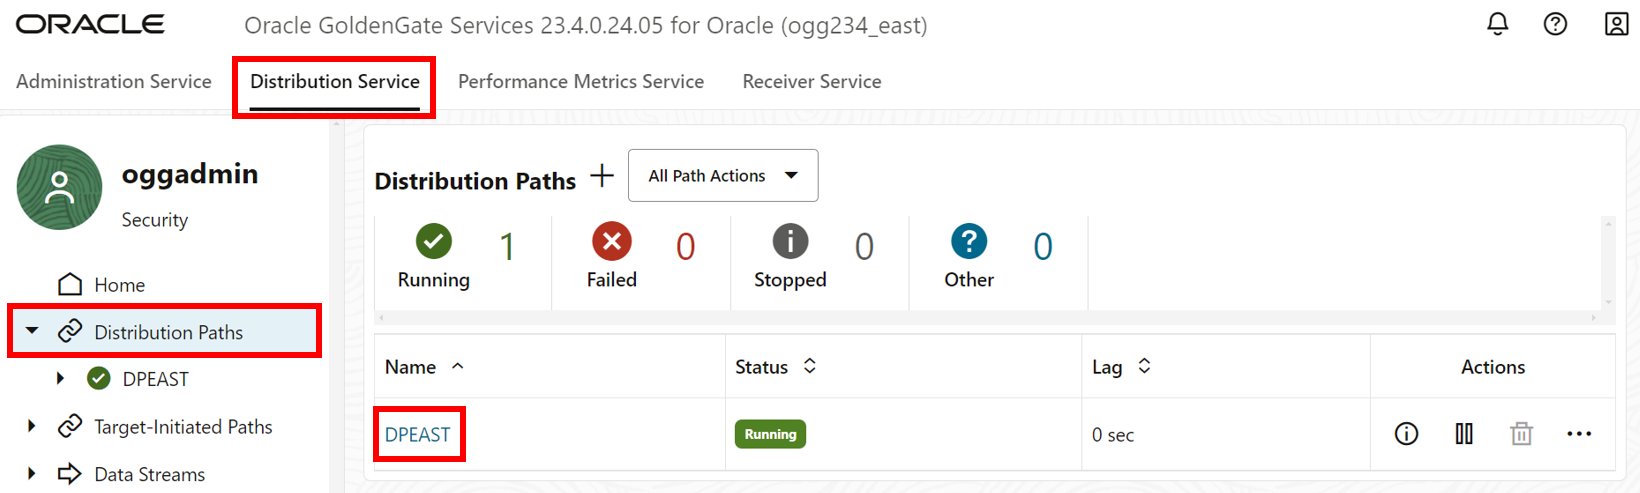 ORACLE Oracle GoldenGate Services 23.4.0.24.05 for Oracle (ogg234_east)
Administration Service Distribution Service Performance Metrics Service Receiver Service
oggadmin
Security
Home
Distribution Paths
DPEAST
Target-Initiated Paths
Data Streams
Distribution Paths All Path Actions
1 0 0 0
Running Failed Stopped Other
Name Status Lag Actions
DPEAST Running 0 sec